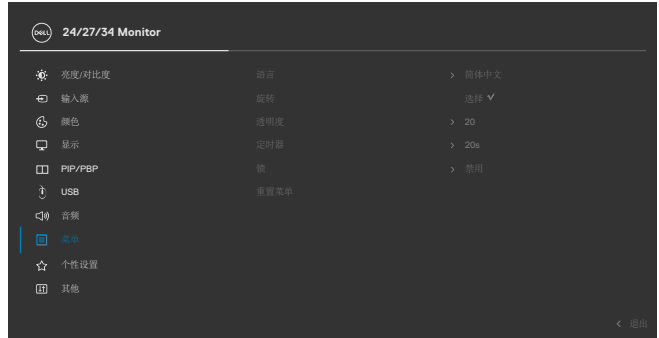 DELL
24/27/34 Monitor
亮度/对比度 语言 > 简体中文
输入源 旋转 选择 ✓
颜色 透明度 > 20
显示 定时器 > 20s
PIP/PBP 锁 > 禁用
USB 重置菜单
音频
菜单
个性设置
其他
< 退出